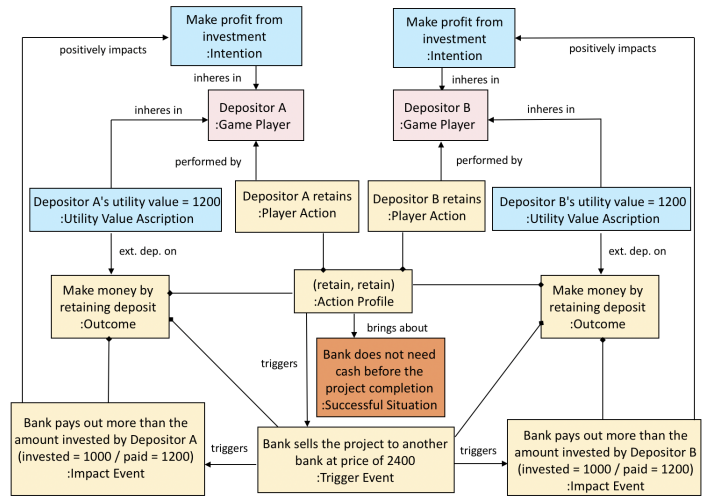 Make profit from
investment
:Intention
Make profit from
investment
:Intention
positively impacts
positively impacts
inheres in
inheres in
Depositor A
:Game Player
Depositor B
:Game Player
inheres in
inheres in
performed by
performed by
Depositor A's utility value = 1200
:Utility Value Ascription
Depositor A retains
:Player Action
Depositor B retains
:Player Action
Depositor B's utility value = 1200
:Utility Value Ascription
ext. dep. on
ext. dep. on
Make money by
retaining deposit
:Outcome
(retain, retain)
:Action Profile
Make money by
retaining deposit
:Outcome
brings about
triggers
Bank does not need
cash before the
project completion
:Successful Situation
Bank pays out more than the
amount invested by Depositor A
(invested = 1000 / paid = 1200)
:Impact Event
triggers
Bank sells the project to another
bank at price of 2400
:Trigger Event
triggers
Bank pays out more than the
amount invested by Depositor B
(invested = 1000 / paid = 1200)
:Impact Event